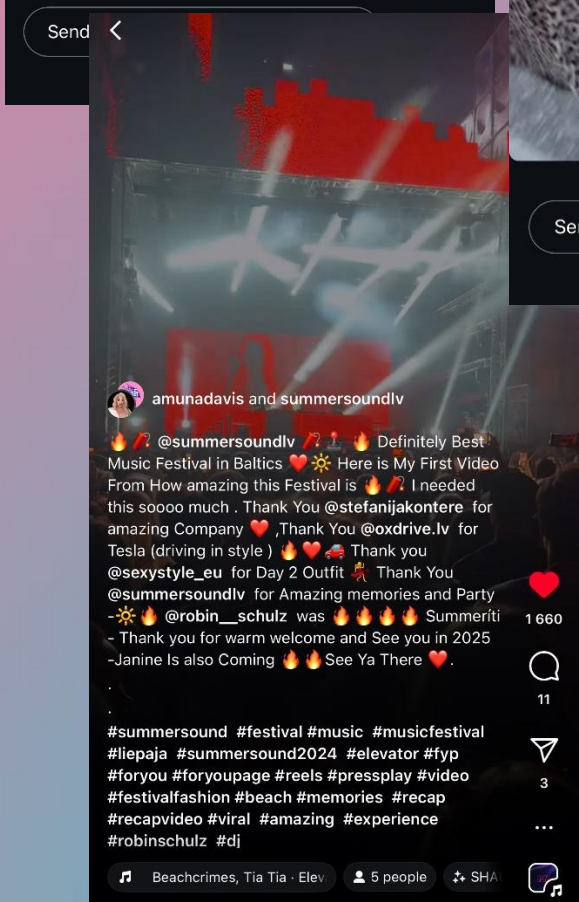 Send
Se
amunadavis and summersoundlv
🔥🧨 @summersoundlv 🧨🕹️ 🔥 Definitely Best
Music Festival in Baltics ❤️🔆 Here is My First Video
From How amazing this Festival is 🔥🧨 I needed
this soooo much . Thank You @stefanijakontere for
amazing Company ❤️ ,Thank You @oxdrive.lv for
Tesla (driving in style ) 🔥❤️🚗 Thank you
@sexystyle_eu for Day 2 Outfit 💃 Thank You
@summersoundlv for Amazing memories and Party
-🔆🔥 @robin__schulz was 🔥🔥🔥🔥 Summeríti
- Thank you for warm welcome and See you in 2025
-Janine Is also Coming 🔥🔥See Ya There ❤️.
.
.
#summersound #festival #music #musicfestival
#liepaja #summersound2024 #elevator #fyp
#foryou #foryoupage #reels #pressplay #video
#festivalfashion #beach #memories #recap
#recapvideo #viral #amazing #experience
#robinschulz #dj
1 660
11
3
Beachcrimes, Tia Tia · Elev
5 people
SHA